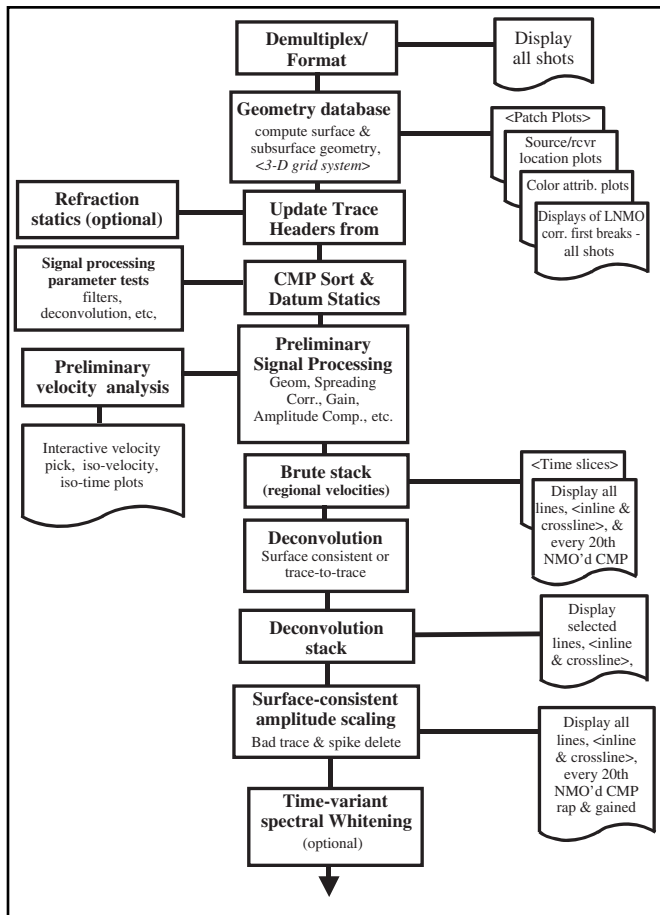 Demultiplex/
Format
Display
all shots
Geometry database
compute surface &
subsurface geometry,
<3-D grid system>
<Patch Plots>
Source/rcvr
location plots
Color attrib. plots
Displays of LNMO
corr. first breaks -
all shots
Refraction
statics (optional)
Update Trace
Headers from
Signal processing
parameter tests
filters,
deconvolution, etc,
CMP Sort &
Datum Statics
Preliminary
Signal Processing
Geom, Spreading
Corr., Gain,
Amplitude Comp., etc.
Preliminary
velocity analysis
Interactive velocity
pick, iso-velocity,
iso-time plots
Brute stack
(regional velocities)
<Time slices>
Display all
lines, <inline &
crossline>, &
every 20th
NMO'd CMP
Deconvolution
Surface consistent or
trace-to-trace
Deconvolution
stack
Display
selected
lines, <inline
& crossline>,
Surface-consistent
amplitude scaling
Bad trace & spike delete
Display all
lines, <inline
& crossline>,
every 20th
NMO'd CMP
rap & gained
Time-variant
spectral Whitening
(optional)